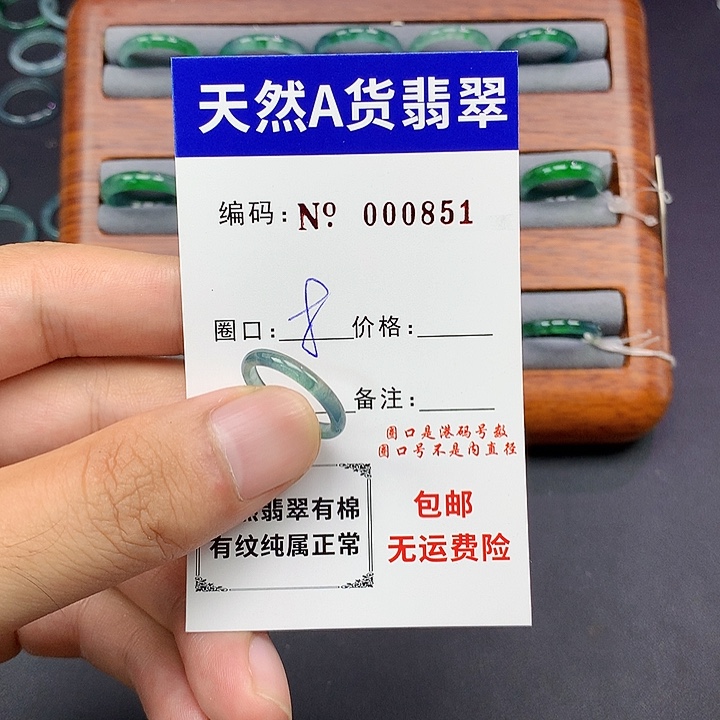 天然A货翡翠
编码：Nº 000851
圈口：8 价格：
备注：
圈口是港码号数
圈口号不是内直径
翡翠有棉
有纹纯属正常
包邮
无运费险